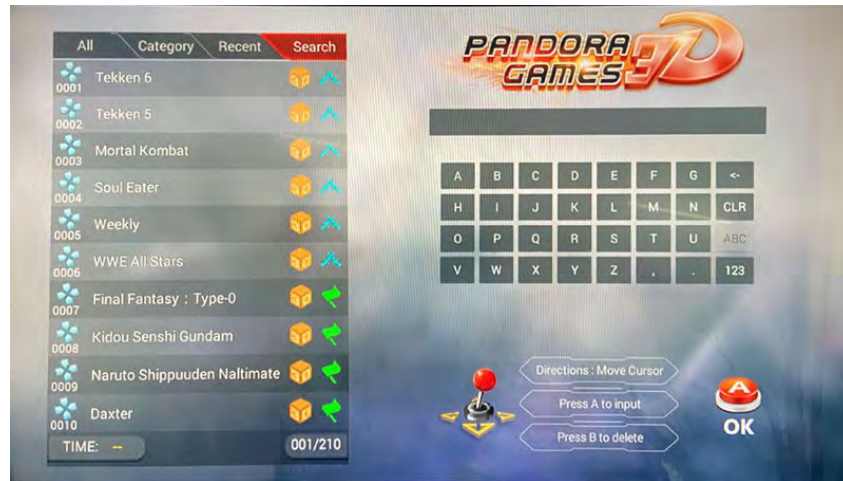 All Category Recent Search
0001 Tekken 6
0002 Tekken 5
0003 Mortal Kombat
0004 Soul Eater
0005 Weekly
0006 WWE All Stars
0007 Final Fantasy : Type-0
0008 Kidou Senshi Gundam
0009 Naruto Shippuuden Naltimate
0010 Daxter
TIME: -- 001/210
PANDORA
GAMES 3D
A B C D E F G <-
H I J K L M N CLR
O P Q R S T U ABC
V W X Y Z , . 123
Directions : Move Cursor
Press A to input
Press B to delete
A
OK